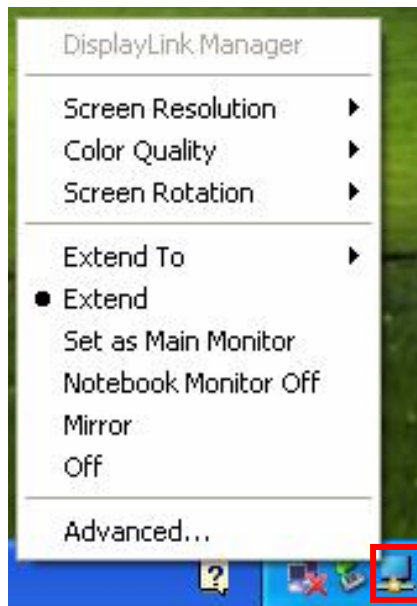 DisplayLink Manager
Screen Resolution
Color Quality
Screen Rotation
Extend To
Extend
Set as Main Monitor
Notebook Monitor Off
Mirror
Off
Advanced...
?